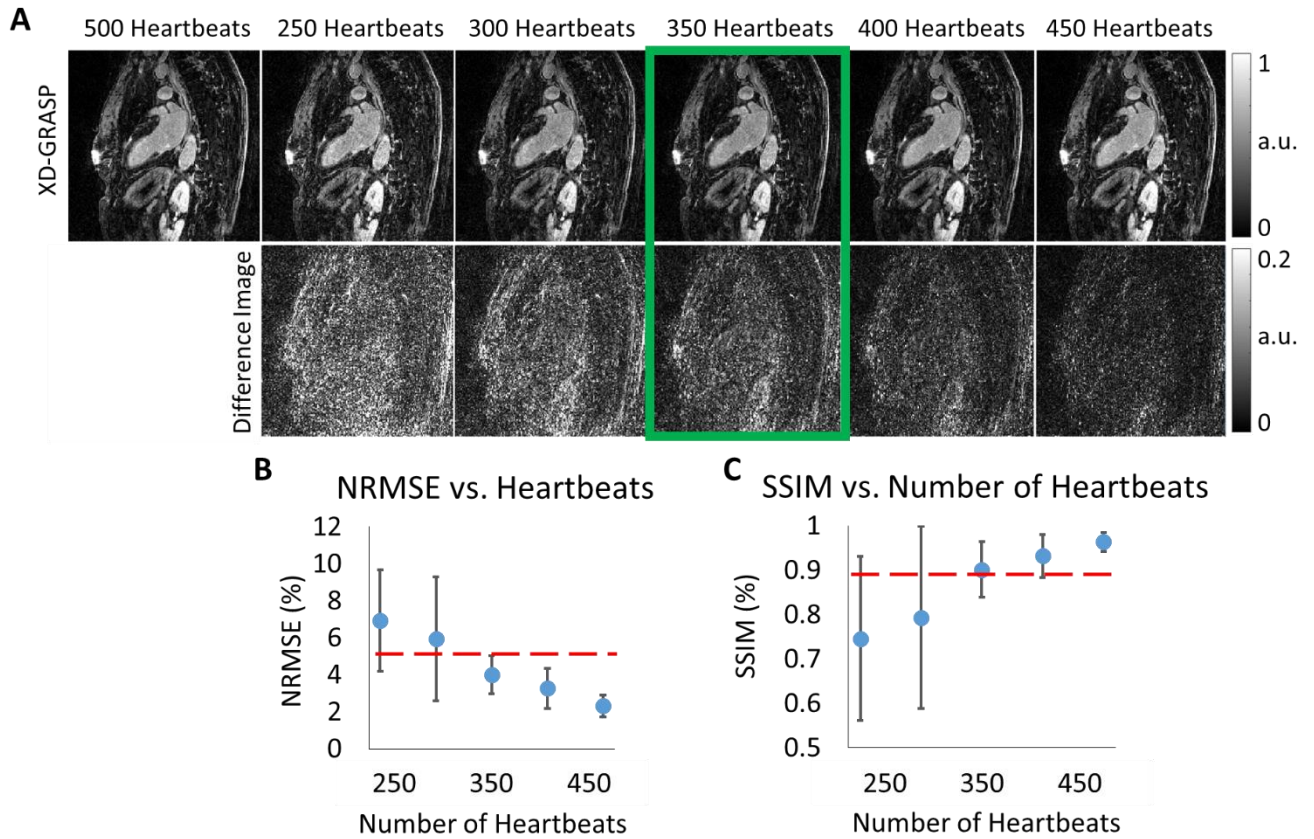 A
500 Heartbeats 250 Heartbeats 300 Heartbeats 350 Heartbeats 400 Heartbeats 450 Heartbeats
XD-GRASP
1
a.u.
0
Difference Image
0.2
a.u.
0
B
NRMSE vs. Heartbeats
NRMSE (%)
12
10
8
6
4
2
0
250 350 450
Number of Heartbeats
C
SSIM vs. Number of Heartbeats
SSIM (%)
1
0.9
0.8
0.7
0.6
0.5
250 350 450
Number of Heartbeats